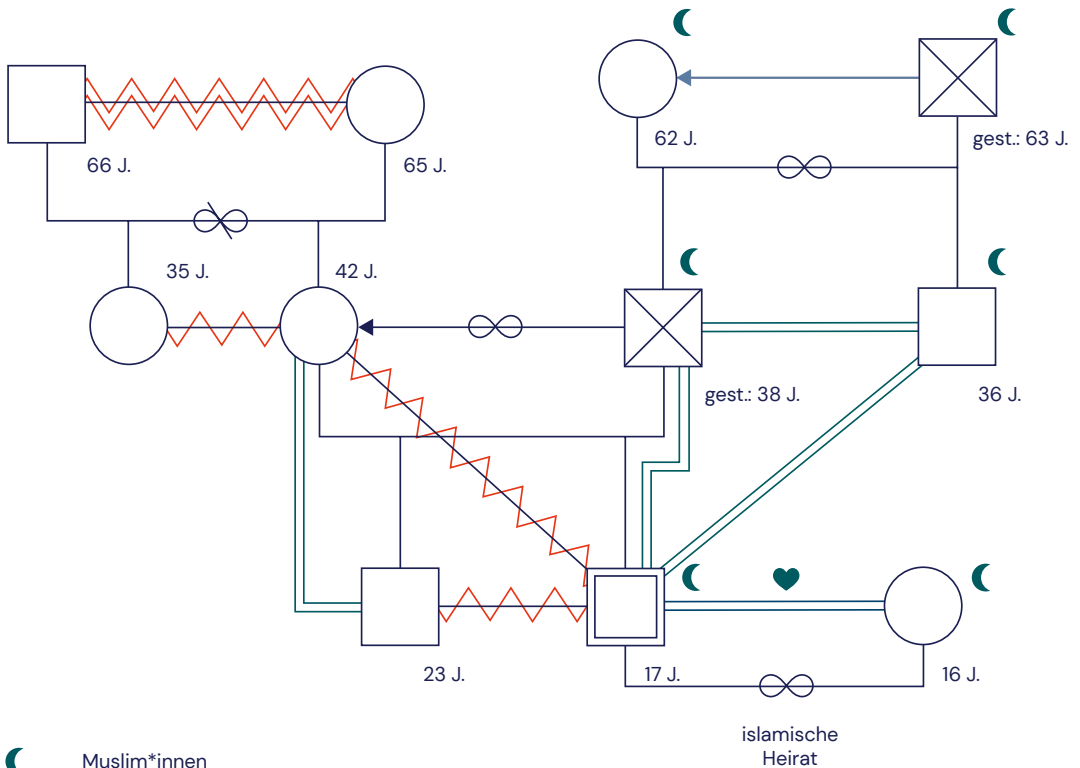 62 J.
gest.: 63 J.
66 J.
65 J.
35 J.
42 J.
gest.: 38 J.
36 J.
23 J.
17 J.
16 J.
islamische
Heirat
Muslim*innen